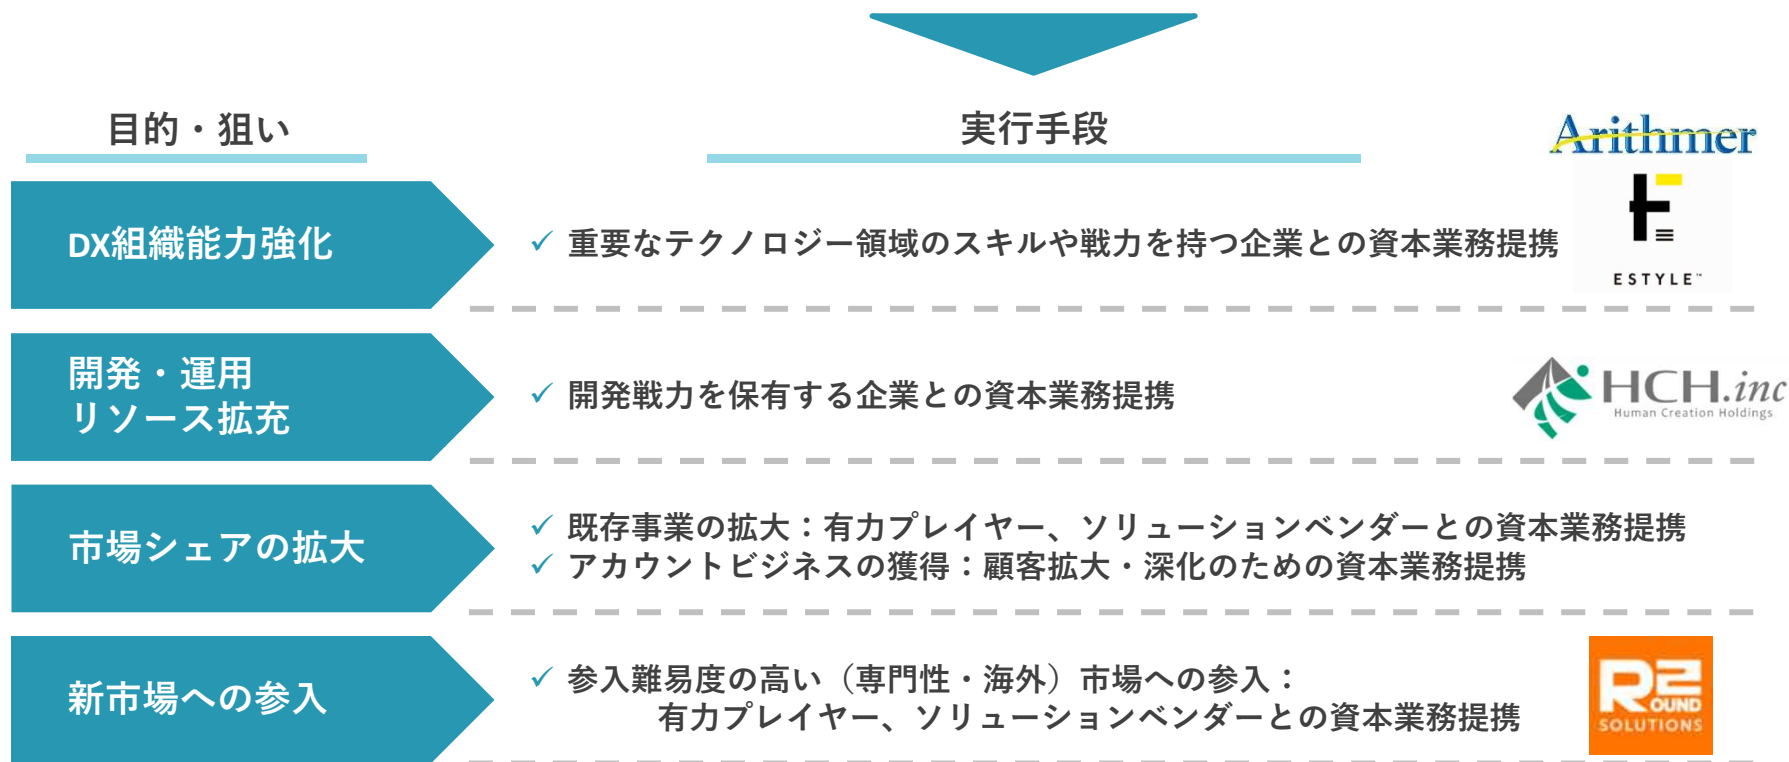 目的・狙い
実行手段
Arithmer
DX組織能力強化
✓ 重要なテクノロジー領域のスキルや戦力を持つ企業との資本業務提携
ESTYLE™
開発・運用
リソース拡充
✓ 開発戦力を保有する企業との資本業務提携
HCH.inc
Human Creation Holdings
市場シェアの拡大
✓ 既存事業の拡大：有力プレイヤー、ソリューションベンダーとの資本業務提携
✓ アカウントビジネスの獲得：顧客拡大・深化のための資本業務提携
新市場への参入
✓ 参入難易度の高い（専門性・海外）市場への参入：
有力プレイヤー、ソリューションベンダーとの資本業務提携
R2
OUND
SOLUTIONS